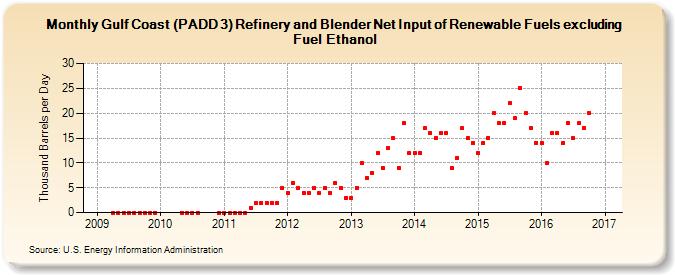 Monthly Gulf Coast (PADD 3) Refinery and Blender Net Input of Renewable Fuels excluding
Fuel Ethanol
Thousand Barrels per Day
30
25
20
15
10
5
0
2009 2010 2011 2012 2013 2014 2015 2016 2017
Source: U.S. Energy Information Administration